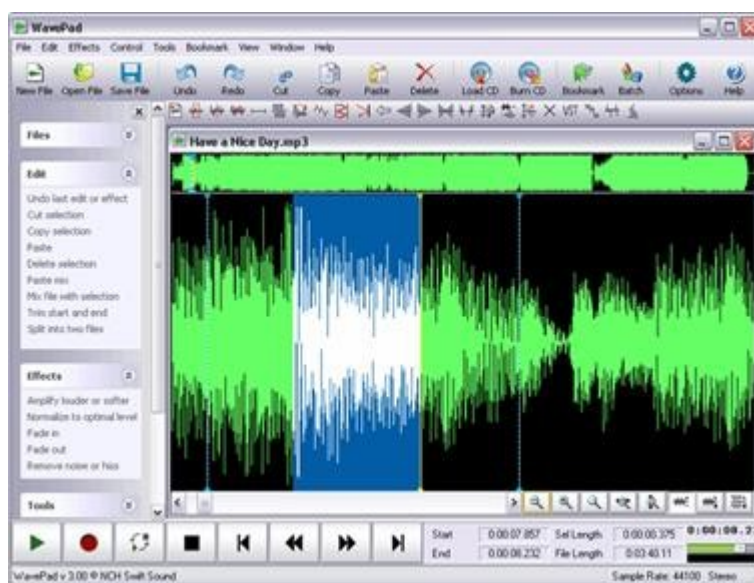 WavePad
File Edit Effects Control Tools Bookmark View Window Help
New File Open File Save File Undo Redo Cut Copy Paste Delete Load CD Burn CD Bookmark Batch Options Help
VST
Files
Have a Nice Day.mp3
Edit
Undo last edit or effect
Cut selection
Copy selection
Paste
Delete selection
Paste mix
Mix file with selection
Trim start and end
Split into two files
Effects
Amplify louder or softer
Normalize to optimal level
Fade in
Fade out
Remove noise or hiss
Tools
Start 0:00:07.857 Sel Length 0:00:00.375 0:00:08.2
End 0:00:08.232 File Length 0:03:40.11
WavePad v 3.00 © NCH Swift Sound Sample Rate: 44100 Stereo